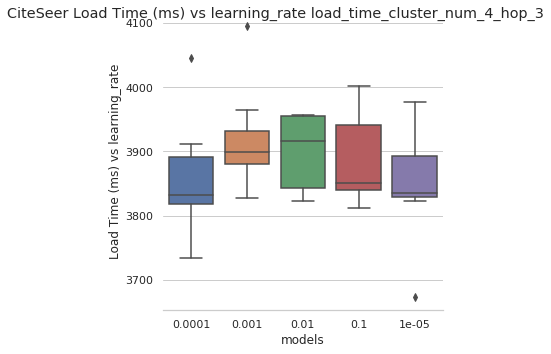 CiteSeer Load Time (ms) vs learning_rate load_time_cluster_num_4_hop_3
4100
4000
3900
3800
3700
Load Time (ms) vs learning_rate
0.0001 0.001 0.01 0.1 1e-05
models